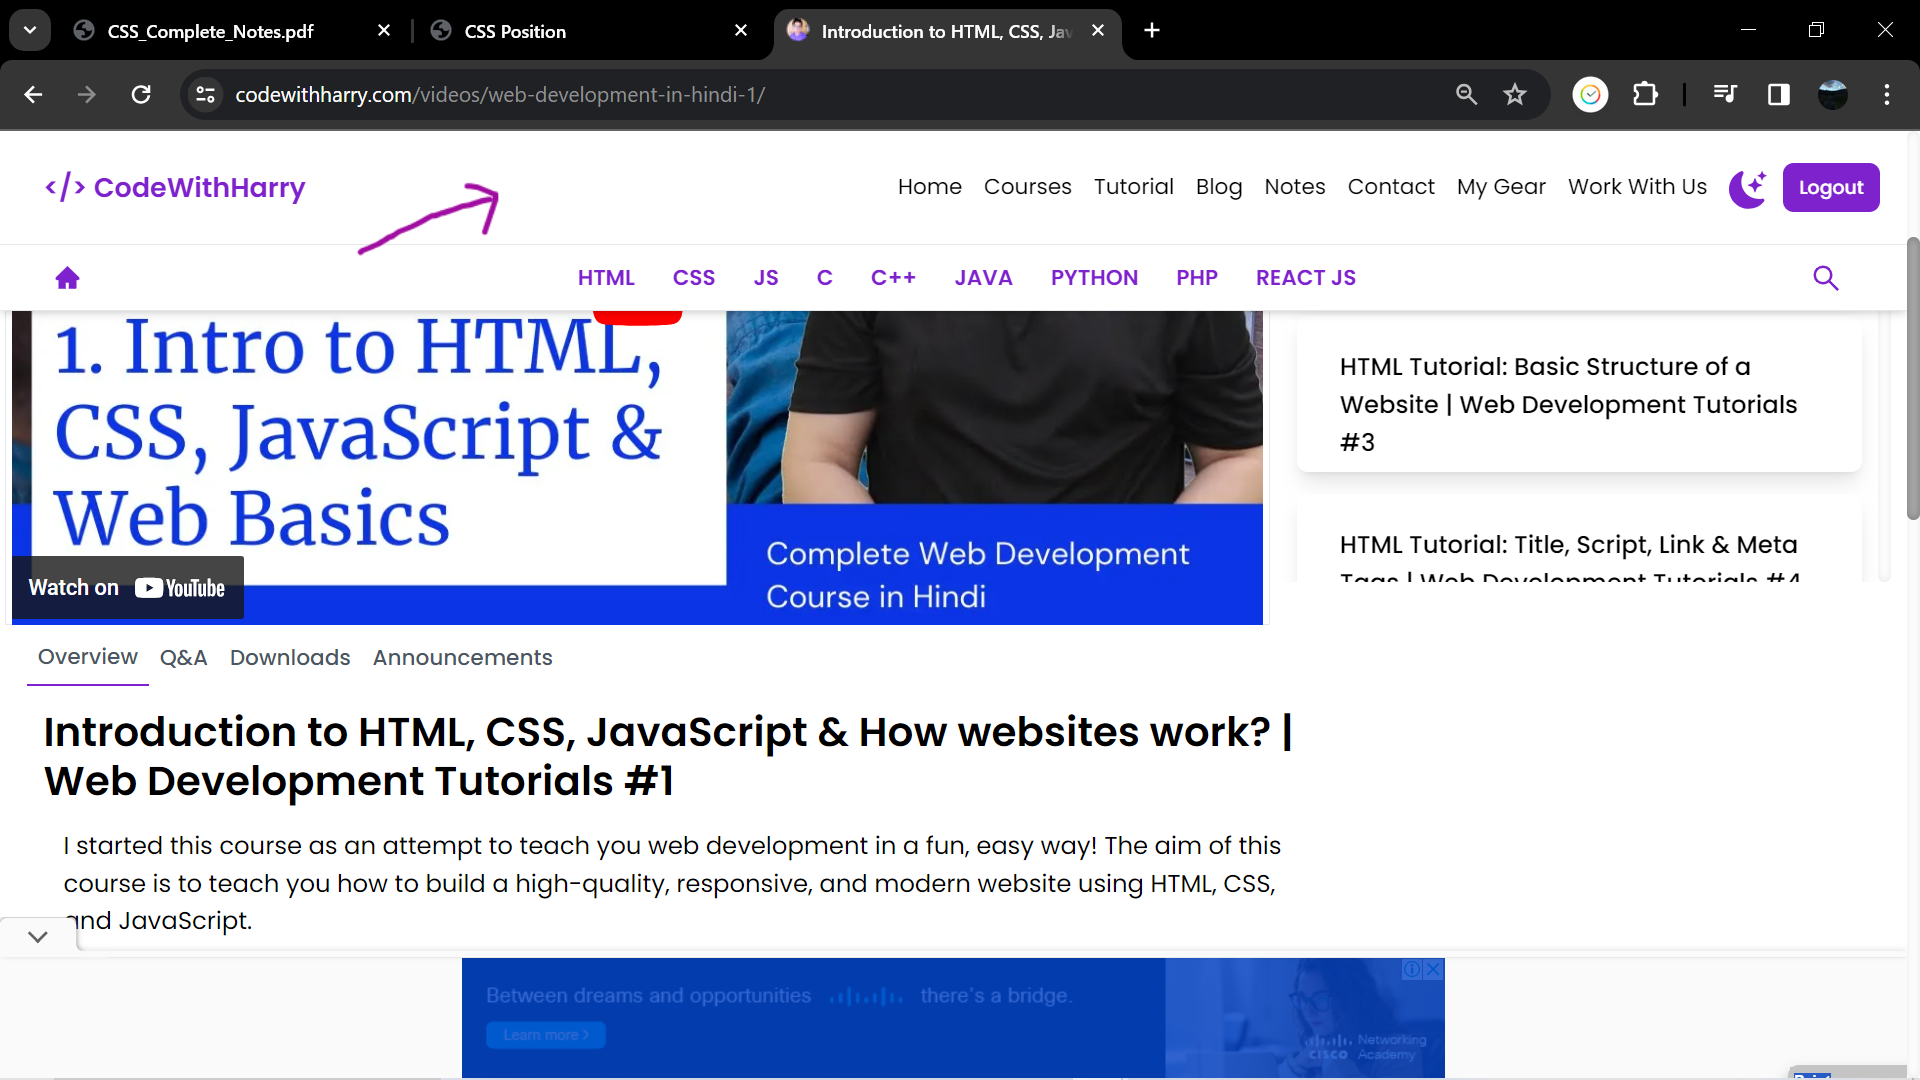 CSS_Complete_Notes.pdf
CSS Position
Introduction to HTML, CSS, Jav
codewithharry.com/videos/web-development-in-hindi-1/
</> CodeWithHarry
Home Courses Tutorial Blog Notes Contact My Gear Work With Us Logout
HTML CSS JS C C++ JAVA PYTHON PHP REACT JS
1. Intro to HTML,
CSS, JavaScript &
Web Basics
Complete Web Development
Course in Hindi
Watch on YouTube
HTML Tutorial: Basic Structure of a
Website | Web Development Tutorials
#3
HTML Tutorial: Title, Script, Link & Meta
Tags | Web Development Tutorials #4
Overview Q&A Downloads Announcements
Introduction to HTML, CSS, JavaScript & How websites work? |
Web Development Tutorials #1
I started this course as an attempt to teach you web development in a fun, easy way! The aim of this
course is to teach you how to build a high-quality, responsive, and modern website using HTML, CSS,
and JavaScript.
Between dreams and opportunities there's a bridge.
Learn more >
CISCO Networking
Academy